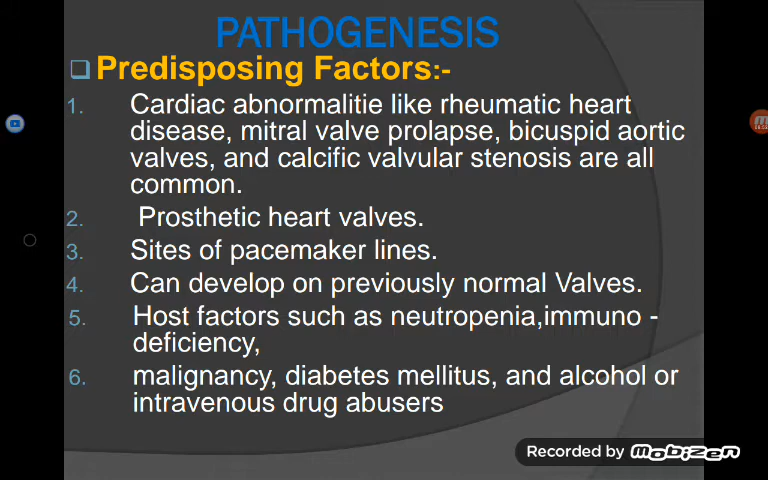 PATHOGENESIS
Predisposing Factors:-
1. Cardiac abnormalitie like rheumatic heart
disease, mitral valve prolapse, bicuspid aortic
valves, and calcific valvular stenosis are all
common.
2. Prosthetic heart valves.
3. Sites of pacemaker lines.
4. Can develop on previously normal Valves.
5. Host factors such as neutropenia,immuno -
deficiency,
6. malignancy, diabetes mellitus, and alcohol or
intravenous drug abusers
Recorded by mobizen